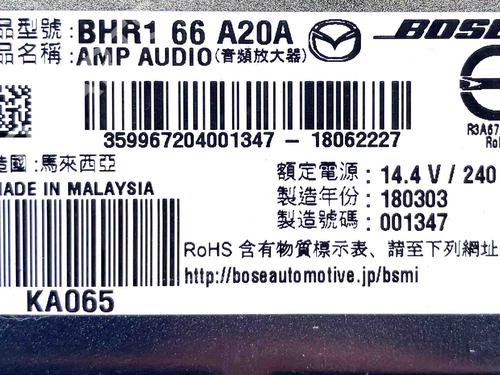 品型號: BHR1 66 A20A
品名稱: AMP AUDIO(音頻放大器)
BOSE
R3A67
RoH
359967204001347 - 18062227
造國:馬來西亞
MADE IN MALAYSIA
額定電源: 14.4 V/ 240
製造年份: 180303
製造號碼: 001347
RoHS 含有物質標示表、請至下列網址
http://boseautomotive.jp/bsmi
KA065